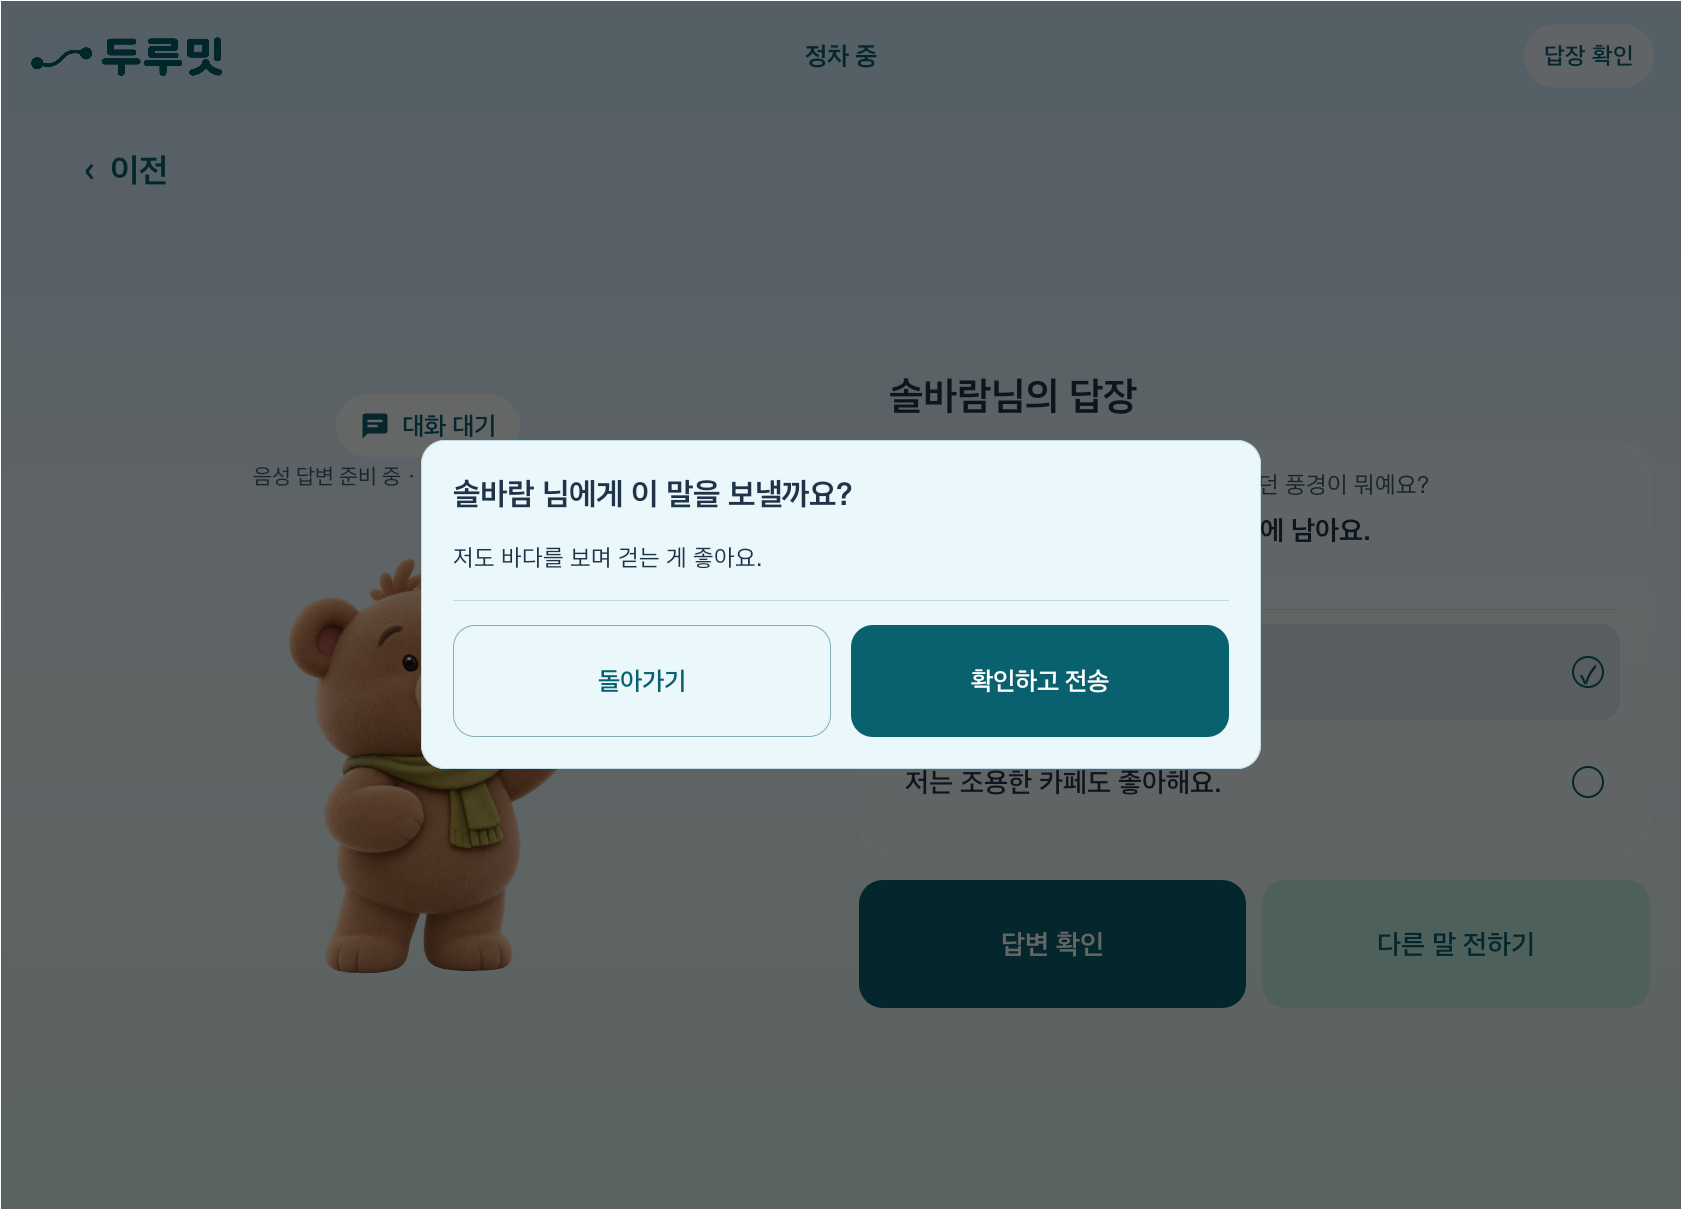 두루밋
정차 중
답장 확인
‹ 이전
솔바람님의 답장
대화 대기
음성 답변 준비 중 ·
던 풍경이 뭐예요?
에 남아요.
솔바람 님에게 이 말을 보낼까요?
저도 바다를 보며 걷는 게 좋아요.
돌아가기
확인하고 전송
저는 조용한 카페도 좋아해요.
답변 확인
다른 말 전하기